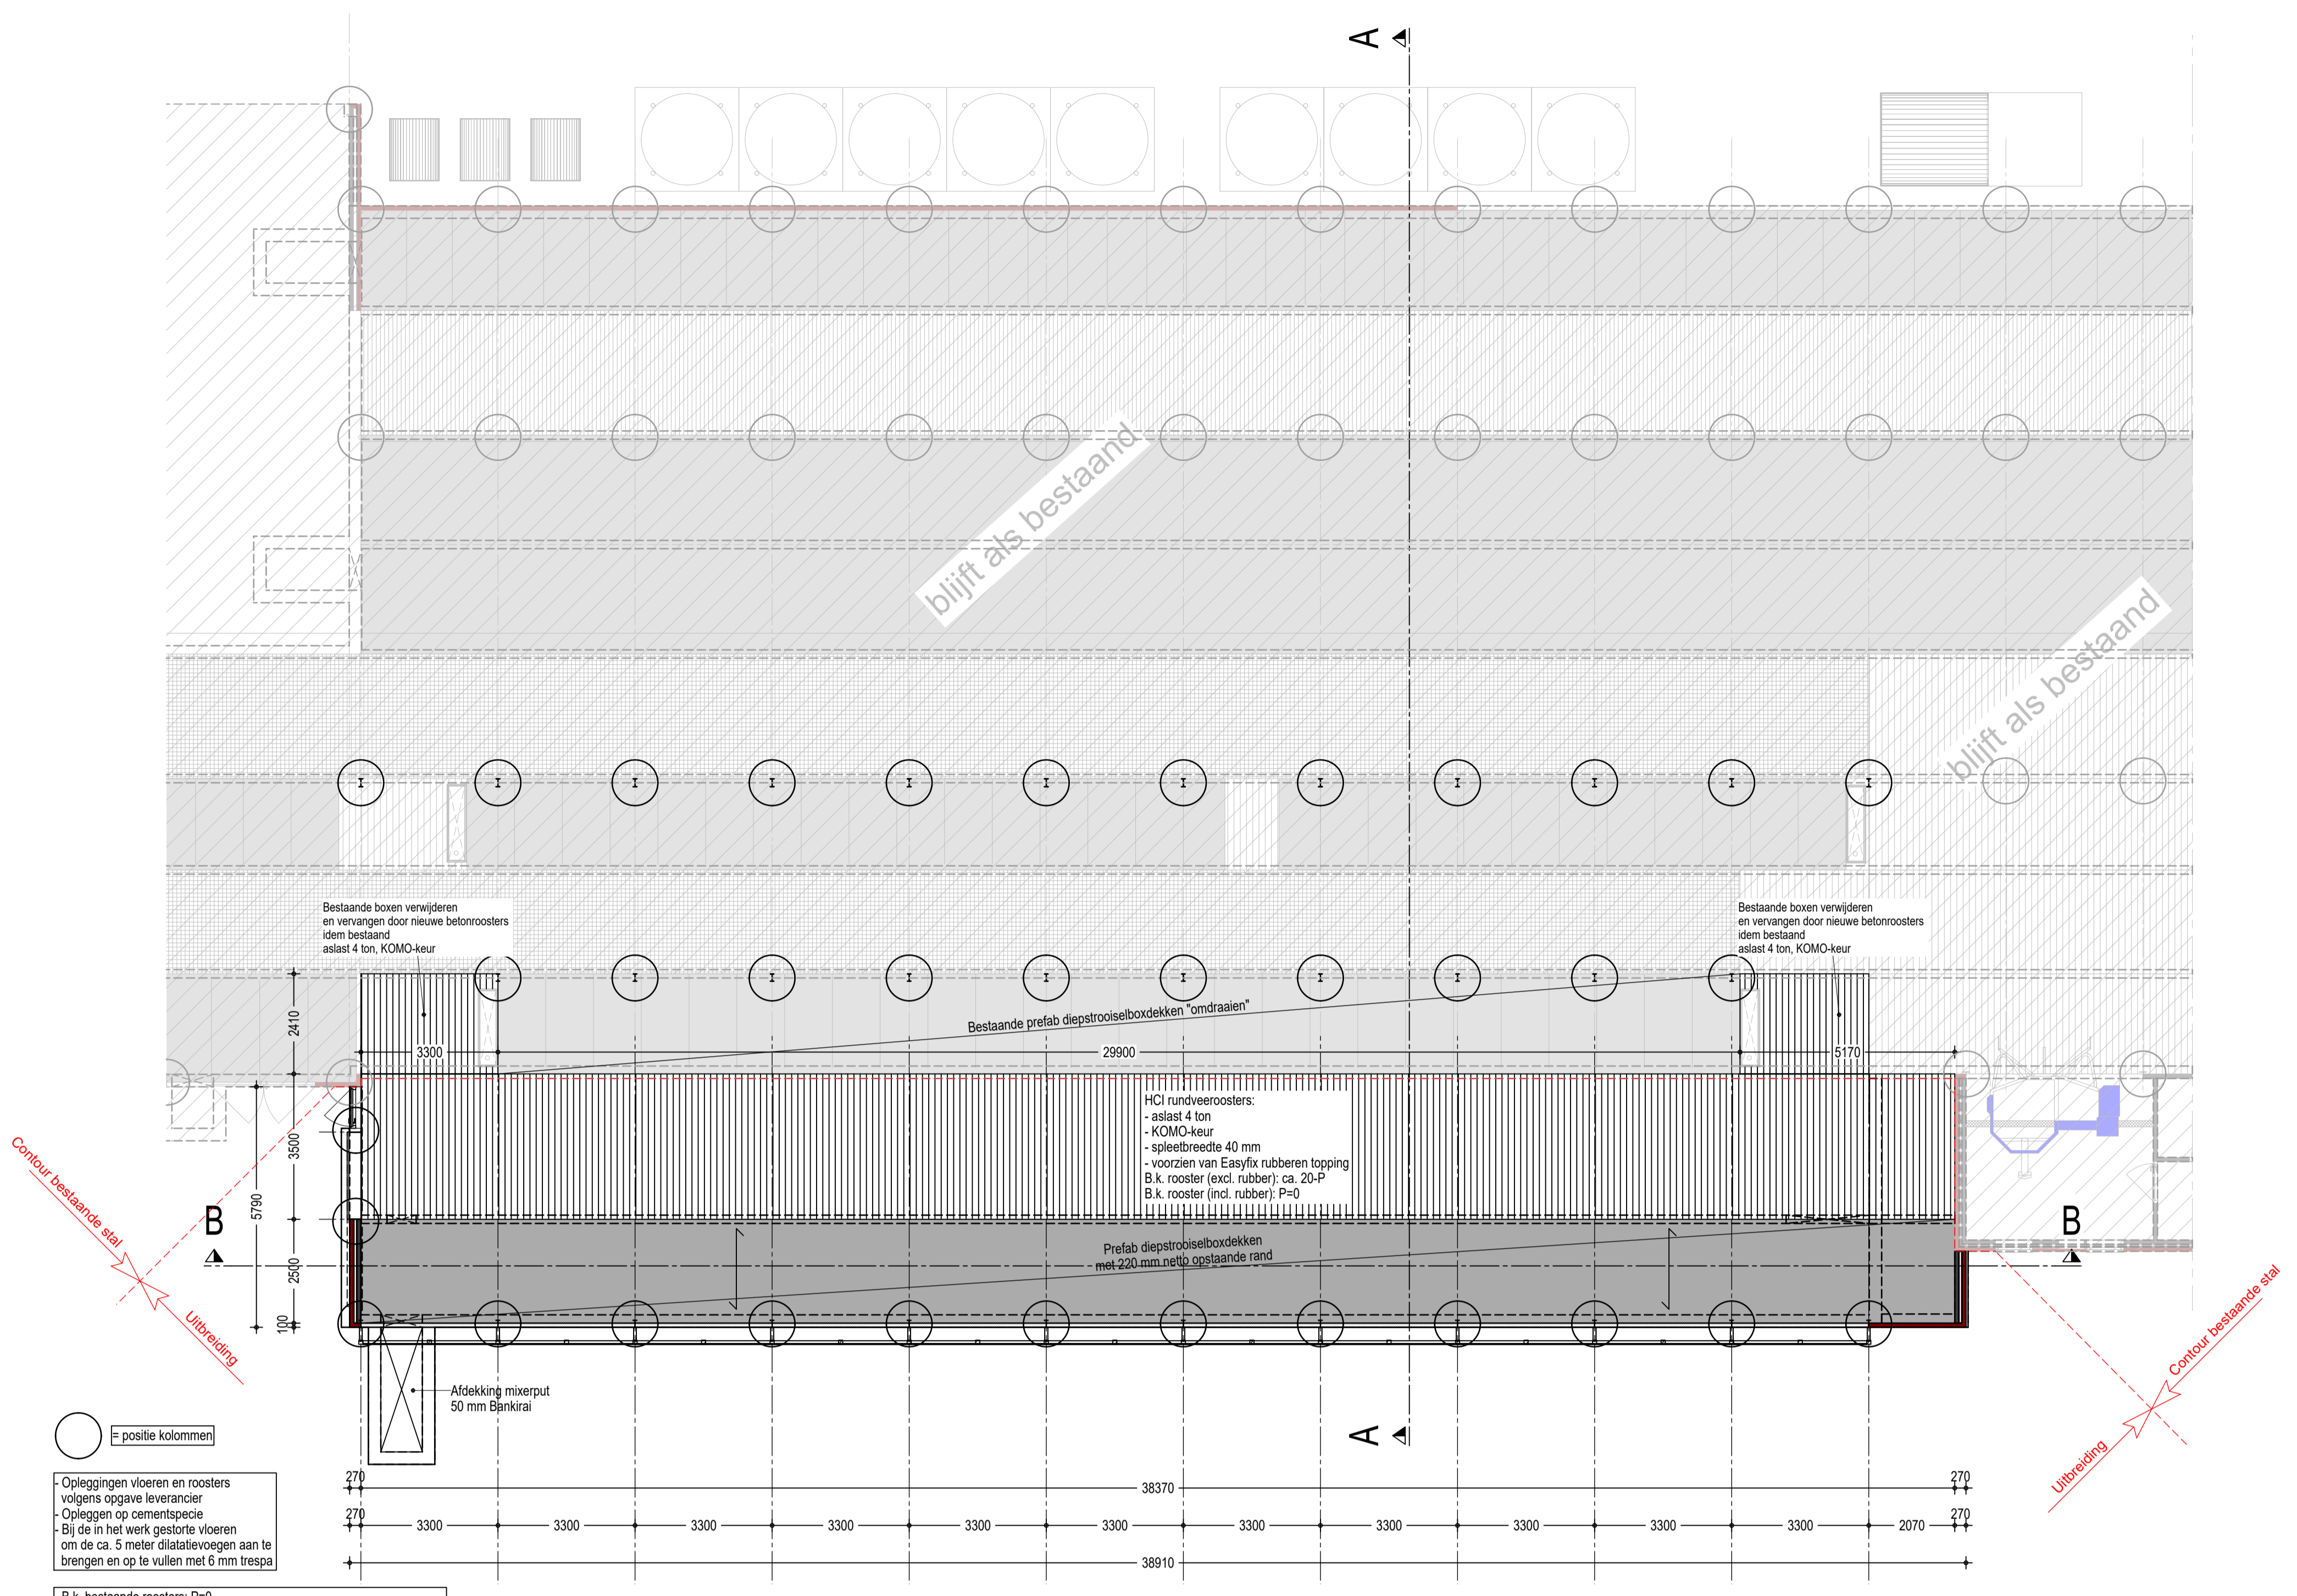 A
blijft als bestaand
blijft als bestaand
Bestaande boxen verwijderen
en vervangen door nieuwe betonroosters
idem bestaand
aslast 4 ton, KOMO-keur
Bestaande boxen verwijderen
en vervangen door nieuwe betonroosters
idem bestaand
aslast 4 ton, KOMO-keur
2410
Bestaande prefab diepstrooiselboxdekken "omdraaien"
3300
29900
5170
HCI rundveeroosters:
- aslast 4 ton
- KOMO-keur
- spleetbreedte 40 mm
- voorzien van Easyfix rubberen topping
B.k. rooster (excl. rubber): ca. 20-P
B.k. rooster (incl. rubber): P=0
Contour bestaande stal
Uitbreiding
3500
5790
B
B
2500
100
Prefab diepstrooiselboxdekken
met 220 mm netto opstaande rand
Contour bestaande stal
Uitbreiding
Afdekking mixerput
50 mm Bankirai
A
= positie kolommen
- Opleggingen vloeren en roosters
volgens opgave leverancier
- Opleggen op cementspecie
- Bij de in het werk gestorte vloeren
om de ca. 5 meter dilatatievoegen aan te
brengen en op te vullen met 6 mm trespa
270
38370
270
270
3300
3300
3300
3300
3300
3300
3300
3300
3300
3300
3300
2070
270
38910
B.k. bestaande roosters: P=0